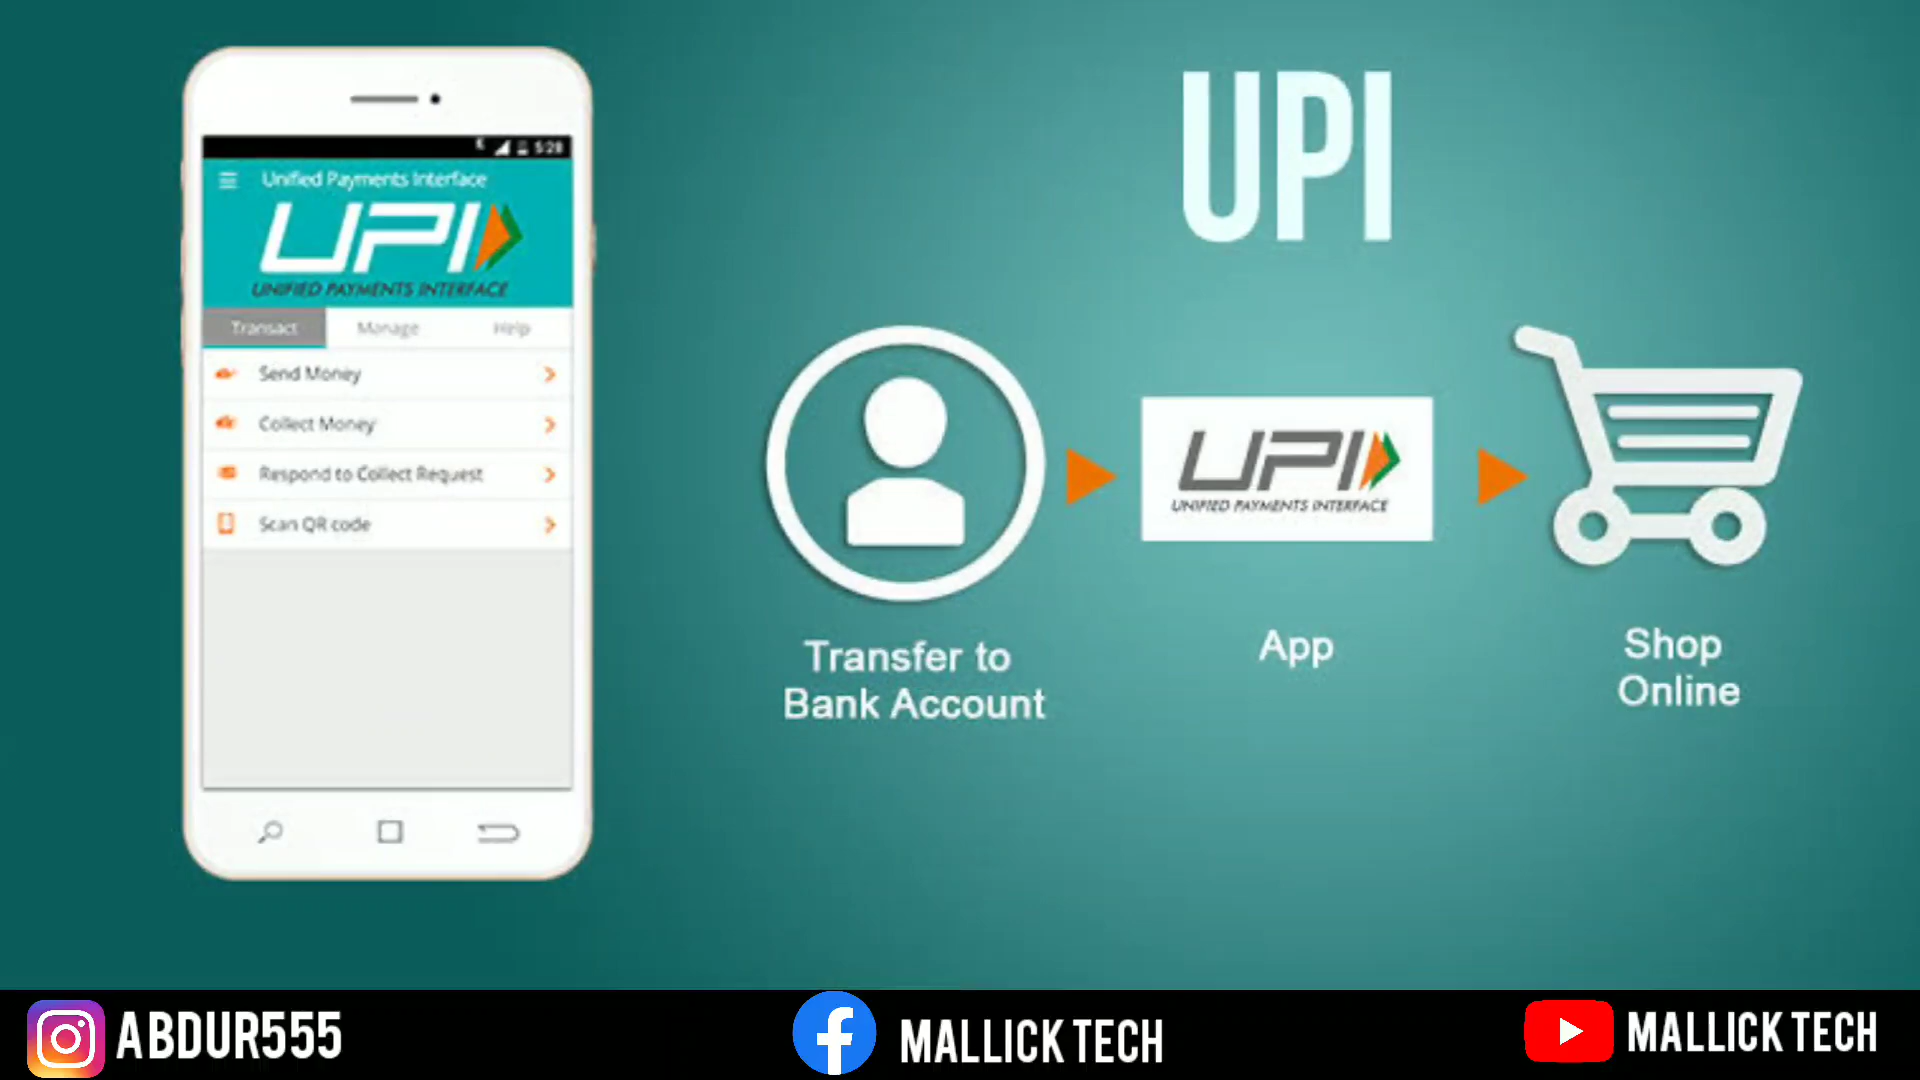 5:28
Unified Payments Interface
UPI
UNIFIED PAYMENTS INTERFACE
Transact Manage Help
Send Money
Collect Money
Respond to Collect Request
Scan QR code
UPI
UPI
UNIFIED PAYMENTS INTERFACE
Transfer to
Bank Account
App
Shop
Online
ABDUR555
MALLICK TECH
MALLICK TECH